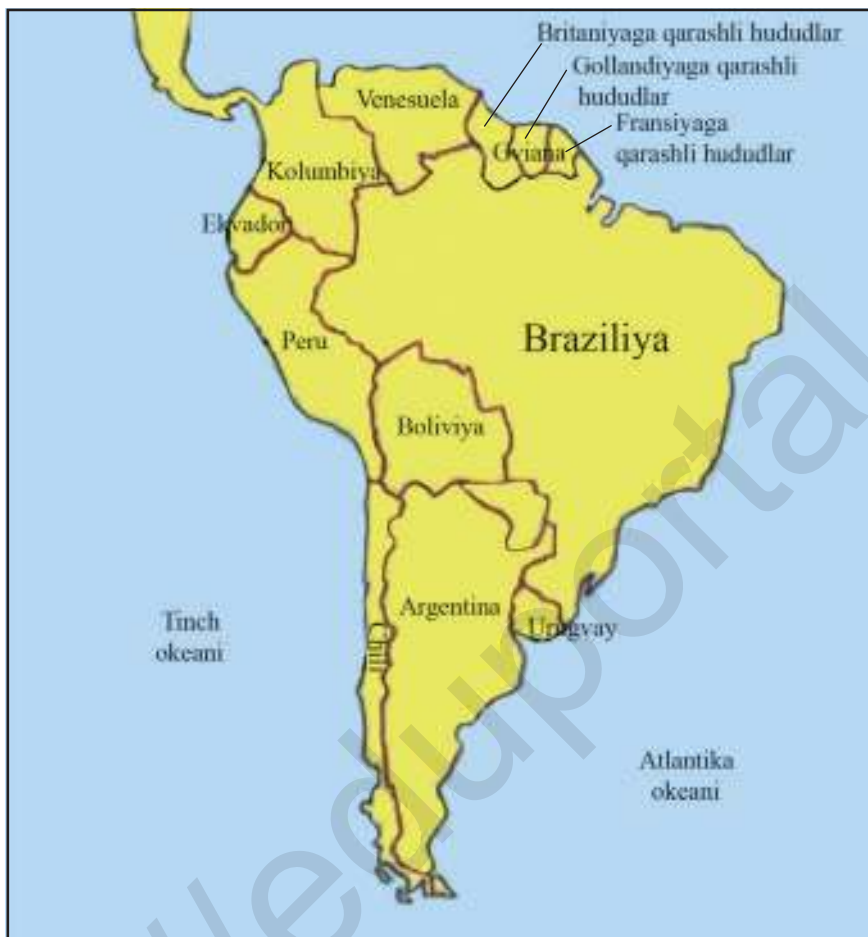 Britaniyaga qarashli hududlar
Gollandiyaga qarashli
hududlar
Fransiyaga
qarashli hududlar
Venesuela
Gviana
Kolumbiya
Ekvador
Peru
Braziliya
Boliviya
Argentina
Urugvay
Chili
Tinch
okeani
Atlantika
okeani
//eduportal